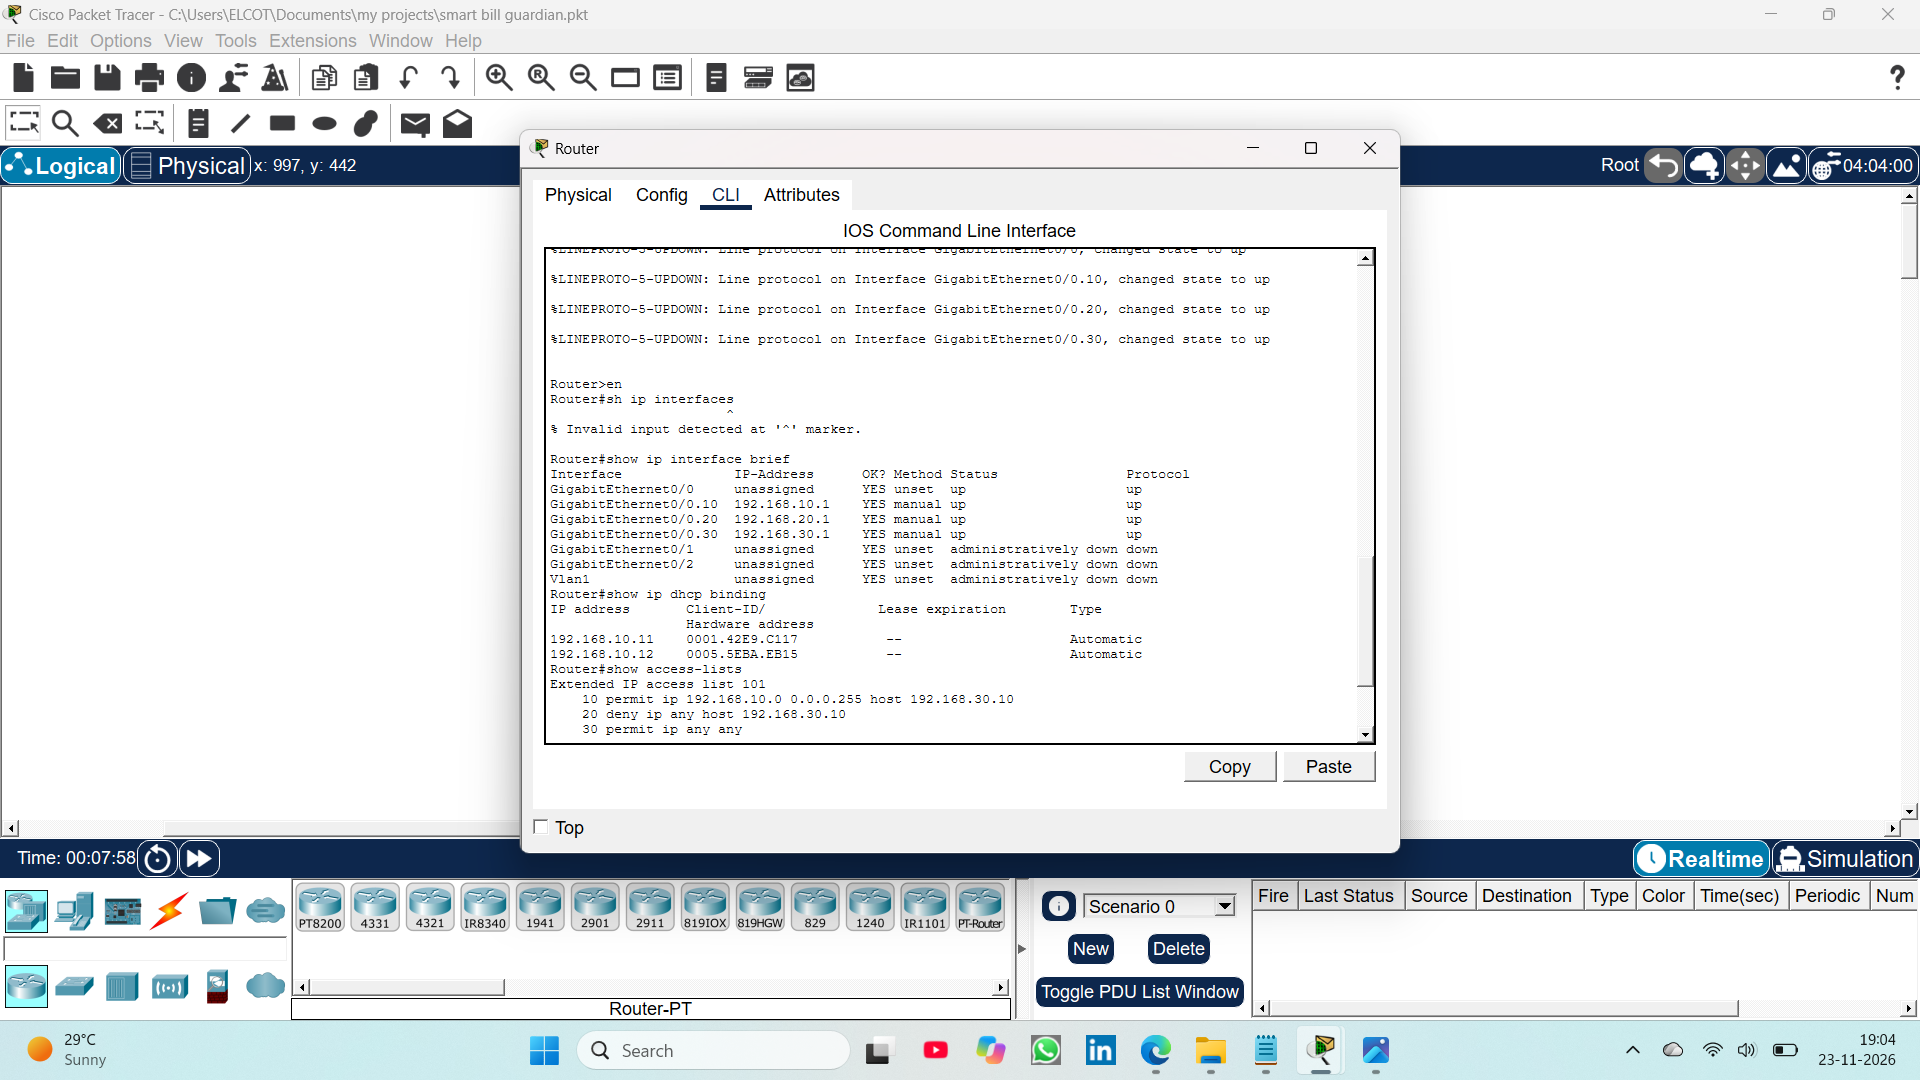 Cisco Packet Tracer - C:\Users\ELCOT\Documents\my projects\smart bill guardian.pkt
File Edit Options View Tools Extensions Window Help
Logical Physical x: 997, y: 442 Root 04:04:00
Router
Physical Config CLI Attributes
IOS Command Line Interface
%LINEPROTO-5-UPDOWN: Line protocol on Interface GigabitEthernet0/0, changed state to up
%LINEPROTO-5-UPDOWN: Line protocol on Interface GigabitEthernet0/0.10, changed state to up
%LINEPROTO-5-UPDOWN: Line protocol on Interface GigabitEthernet0/0.20, changed state to up
%LINEPROTO-5-UPDOWN: Line protocol on Interface GigabitEthernet0/0.30, changed state to up
Router>en
Router#sh ip interfaces
^
% Invalid input detected at '^' marker.
Router#show ip interface brief
Interface IP-Address OK? Method Status Protocol
GigabitEthernet0/0 unassigned YES unset up up
GigabitEthernet0/0.10 192.168.10.1 YES manual up up
GigabitEthernet0/0.20 192.168.20.1 YES manual up up
GigabitEthernet0/0.30 192.168.30.1 YES manual up up
GigabitEthernet0/1 unassigned YES unset administratively down down
GigabitEthernet0/2 unassigned YES unset administratively down down
Vlan1 unassigned YES unset administratively down down
Router#show ip dhcp binding
IP address Client-ID/ Lease expiration Type
Hardware address
192.168.10.11 0001.42E9.C117 -- Automatic
192.168.10.12 0005.5EBA.EB15 -- Automatic
Router#show access-lists
Extended IP access list 101
10 permit ip 192.168.10.0 0.0.0.255 host 192.168.30.10
20 deny ip any host 192.168.30.10
30 permit ip any any
Copy Paste
Top
Time: 00:07:58 Realtime Simulation
PT8200 4331 4321 IR8340 1941 2901 2911 819IOX 819HGW 829 1240 IR1101 PT-Router
Router-PT
Scenario 0
New Delete
Toggle PDU List Window
Fire Last Status Source Destination Type Color Time(sec) Periodic Num
29°C
Sunny
Search
19:04
23-11-2026